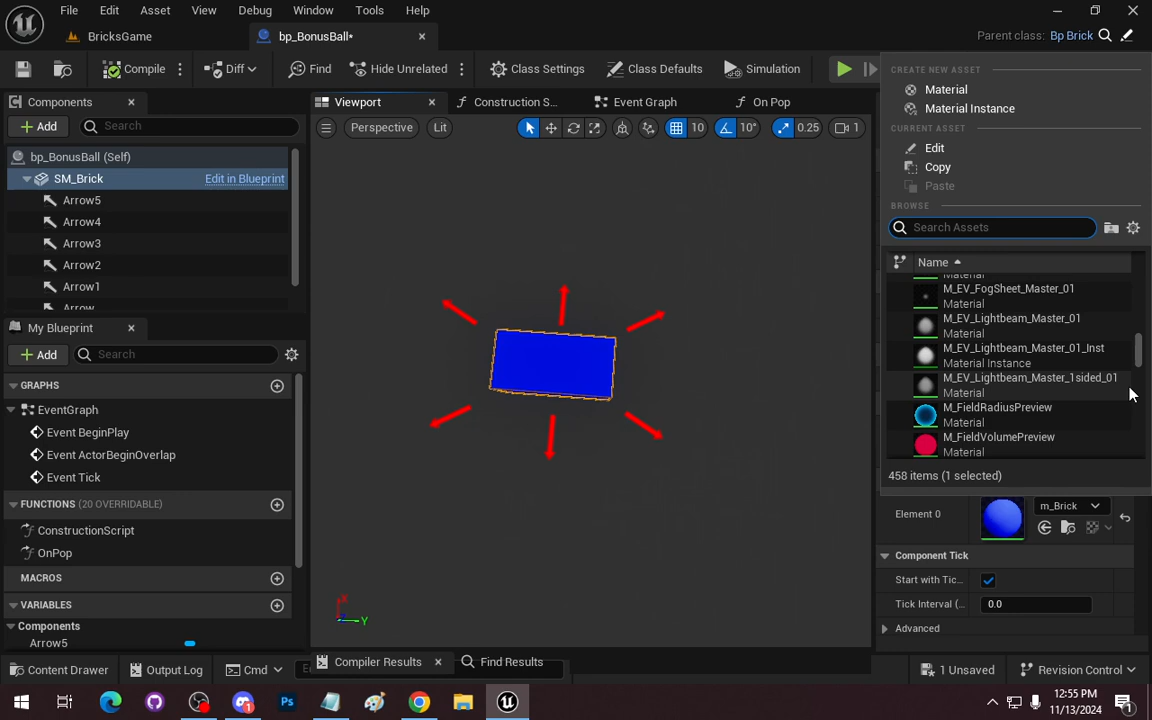 File Edit Asset View Debug Window Tools Help
BricksGame
bp_BonusBall*
Parent class: Bp Brick
Compile Diff Find Hide Unrelated Class Settings Class Defaults Simulation
Components
Add Search
bp_BonusBall (Self)
SM_Brick Edit in Blueprint
Arrow5
Arrow4
Arrow3
Arrow2
Arrow1
My Blueprint
Add Search
GRAPHS
EventGraph
Event BeginPlay
Event ActorBeginOverlap
Event Tick
FUNCTIONS (20 OVERRIDABLE)
ConstructionScript
OnPop
MACROS
VARIABLES
Components
Arrow5
Viewport Construction S... Event Graph On Pop
Perspective Lit 10 10° 0.25 1
X
Y
Compiler Results Find Results
CREATE NEW ASSET
Material
Material Instance
CURRENT ASSET
Edit
Copy
Paste
BROWSE
Search Assets
Name
Material
M_EV_FogSheet_Master_01
Material
M_EV_Lightbeam_Master_01
Material
M_EV_Lightbeam_Master_01_Inst
Material Instance
M_EV_Lightbeam_Master_1sided_01
Material
M_FieldRadiusPreview
Material
M_FieldVolumePreview
Material
458 items (1 selected)
Element 0 m_Brick
Component Tick
Start with Tic...
Tick Interval (... 0.0
Advanced
Content Drawer Output Log Cmd 1 Unsaved Revision Control
12:55 PM
11/13/2024
1